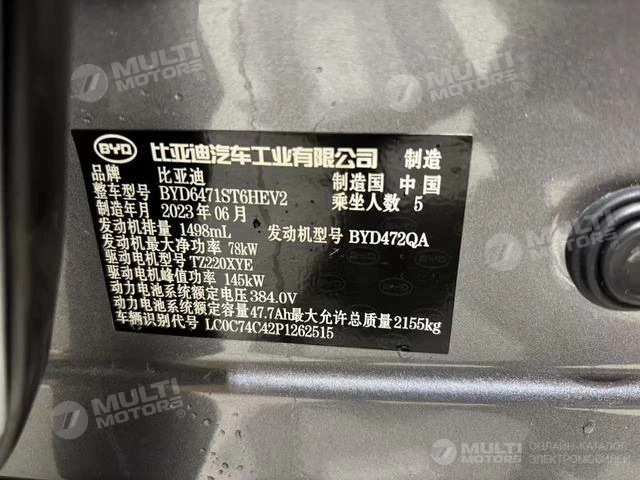 MULTI MOTORS®
MULTI MOTORS®
MULTI MOTORS®
BYD 比亚迪汽车工业有限公司 制造
品牌 比亚迪 制造国 中国
整车型号 BYD6471ST6HEV2 乘坐人数 5
制造年月 2023年06月
发动机排量 1498mL 发动机型号 BYD472QA
发动机最大净功率 78kW
驱动电机型号 TZ220XYE
驱动电机峰值功率 145kW
动力电池系统额定电压 384.0V
动力电池系统额定容量 47.7Ah 最大允许总质量 2155kg
车辆识别代号 LC0C74C42P1262515
MULTI MOTORS®
MULTI MOTORS®
MULTI MOTORS
ОНЛАЙН-КАТАЛОГ
ЭЛЕКТРОМОБИЛЕЙ